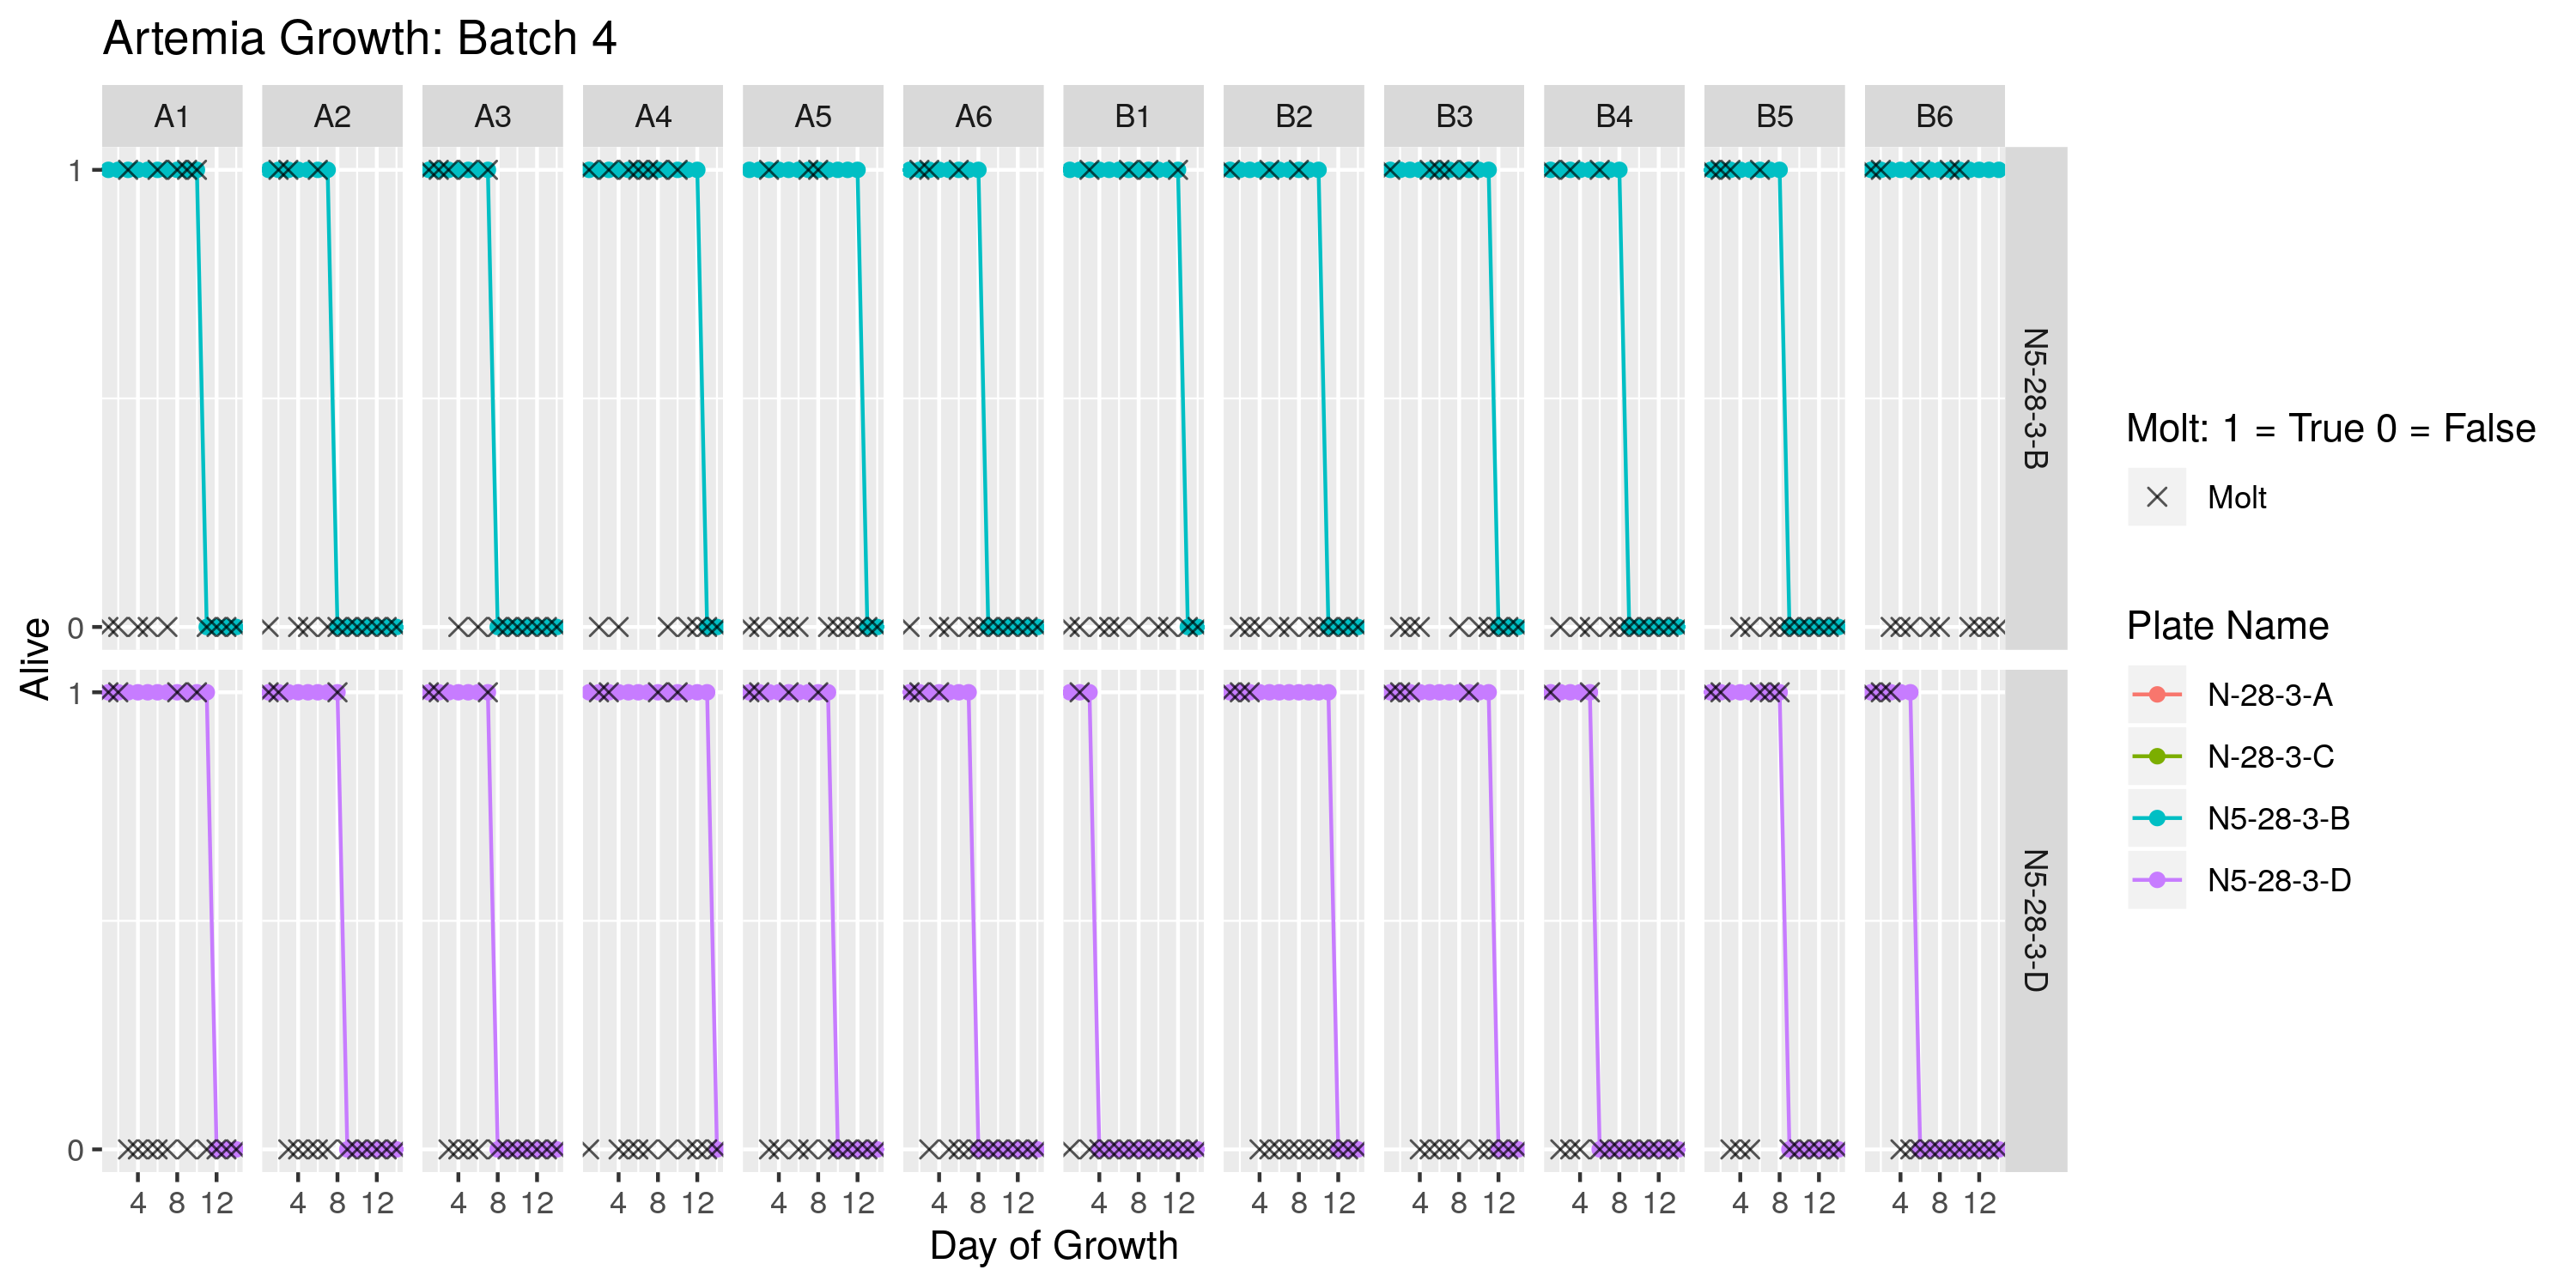 Artemia Growth: Batch 4
A1 A2 A3 A4 A5 A6 B1 B2 B3 B4 B5 B6
1
0
N5-28-3-B
Alive
1
0
N5-28-3-D
4 8 12 4 8 12 4 8 12 4 8 12 4 8 12 4 8 12 4 8 12 4 8 12 4 8 12 4 8 12 4 8 12 4 8 12
Day of Growth
Molt: 1 = True 0 = False
Molt
Plate Name
N-28-3-A
N-28-3-C
N5-28-3-B
N5-28-3-D